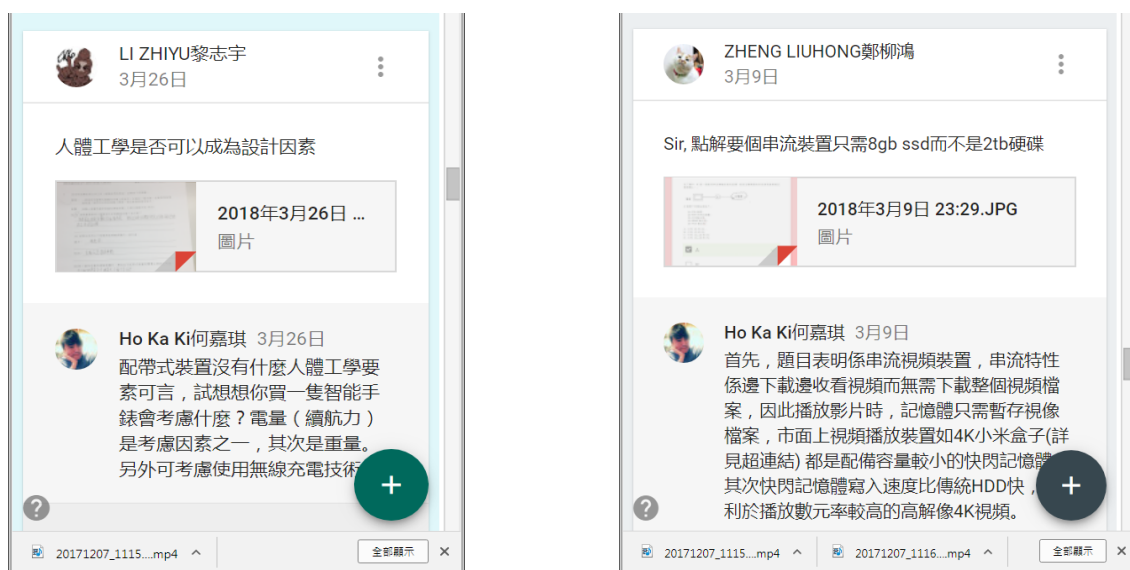 LI ZHIYU黎志宇
3月26日
人體工學是否可以成為設計因素
2018年3月26日 ...
圖片
Ho Ka Ki何嘉琪 3月26日
配帶式裝置沒有什麼人體工學要
素可言，試想想你買一隻智能手
錶會考慮什麼？電量（續航力）
是考慮因素之一，其次是重量。
另外可考慮使用無線充電技術
20171207_1115....mp4
全部顯示
ZHENG LIUHONG鄭柳鴻
3月9日
Sir, 點解要個串流裝置只需8gb ssd而不是2tb硬碟
2018年3月9日 23:29.JPG
圖片
Ho Ka Ki何嘉琪 3月9日
首先，題目表明係串流視頻裝置，串流特性
係邊下載邊收看視頻而無需下載整個視頻檔
案，因此播放影片時，記憶體只需暫存視像
檔案，市面上視頻播放裝置如4K小米盒子(詳
見超連結) 都是配備容量較小的快閃記憶體
其次快閃記憶體寫入速度比傳統HDD快，
利於播放數元率較高的高解像4K視頻。
20171207_1115....mp4
20171207_1116....mp4
全部顯示